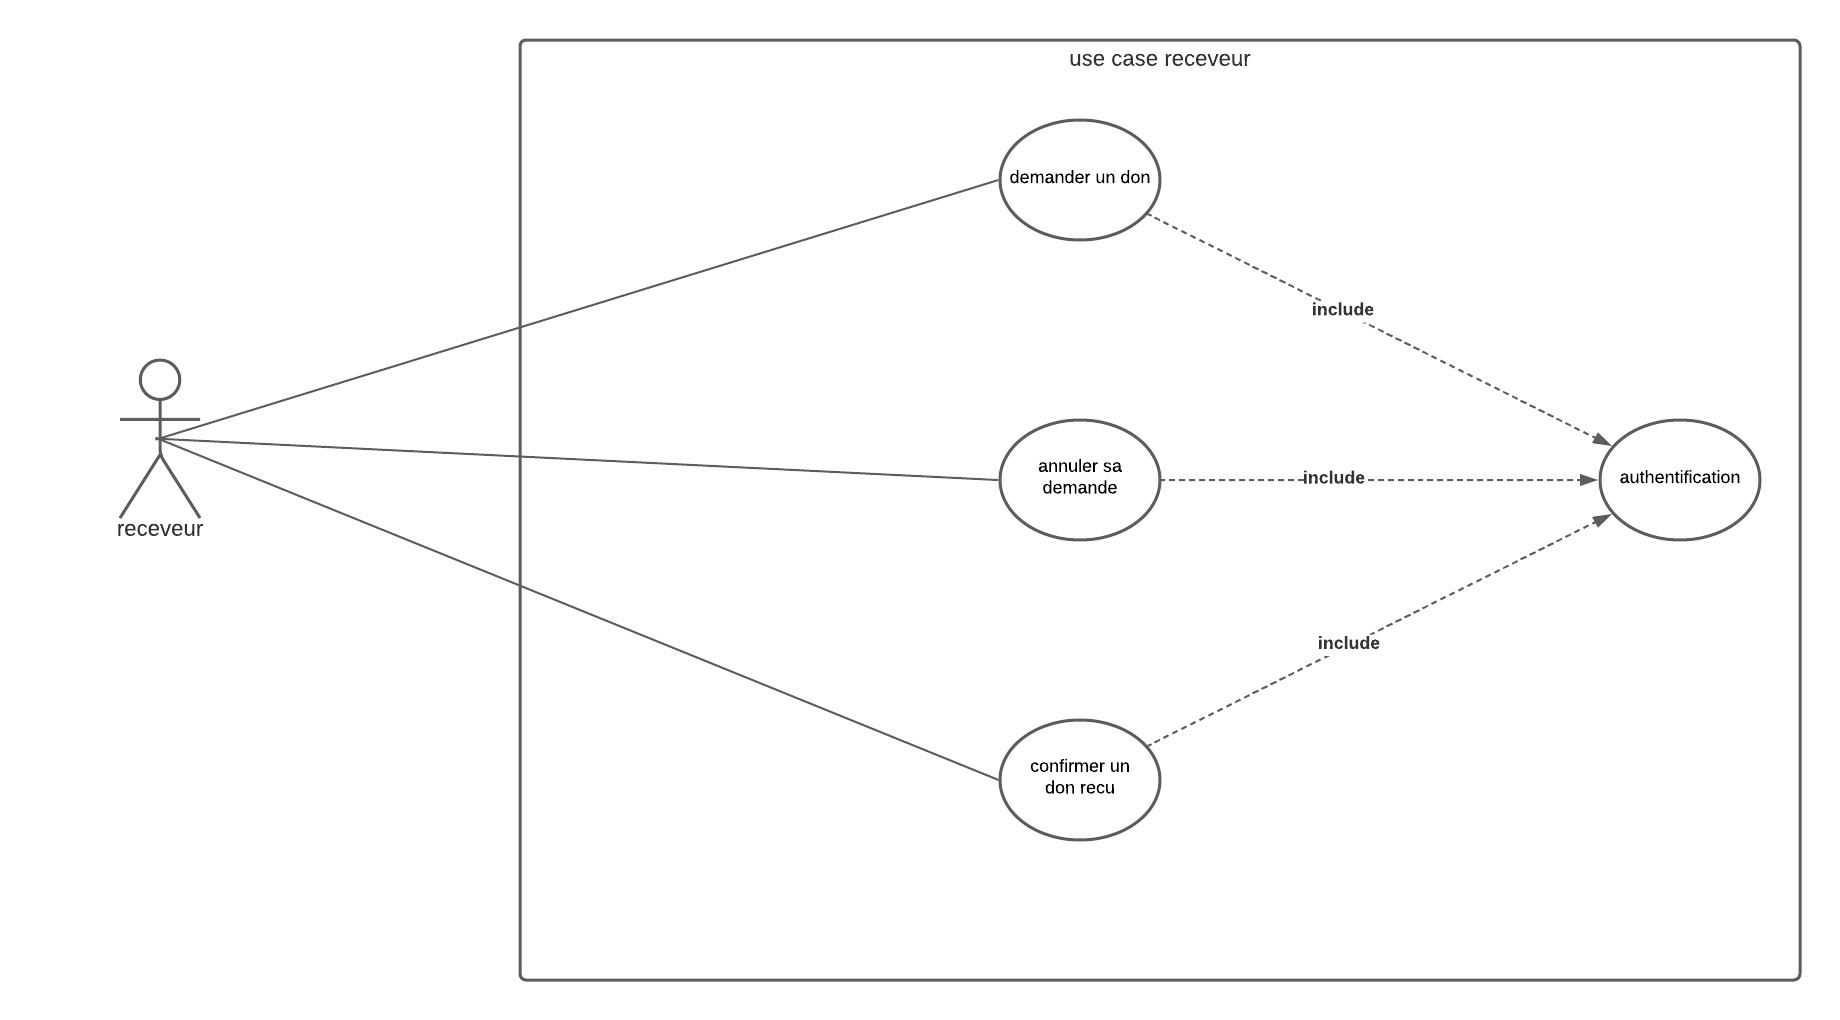 use case receveur
demander un don
include
receveur
annuler sa
demande
include
authentification
include
confirmer un
don recu